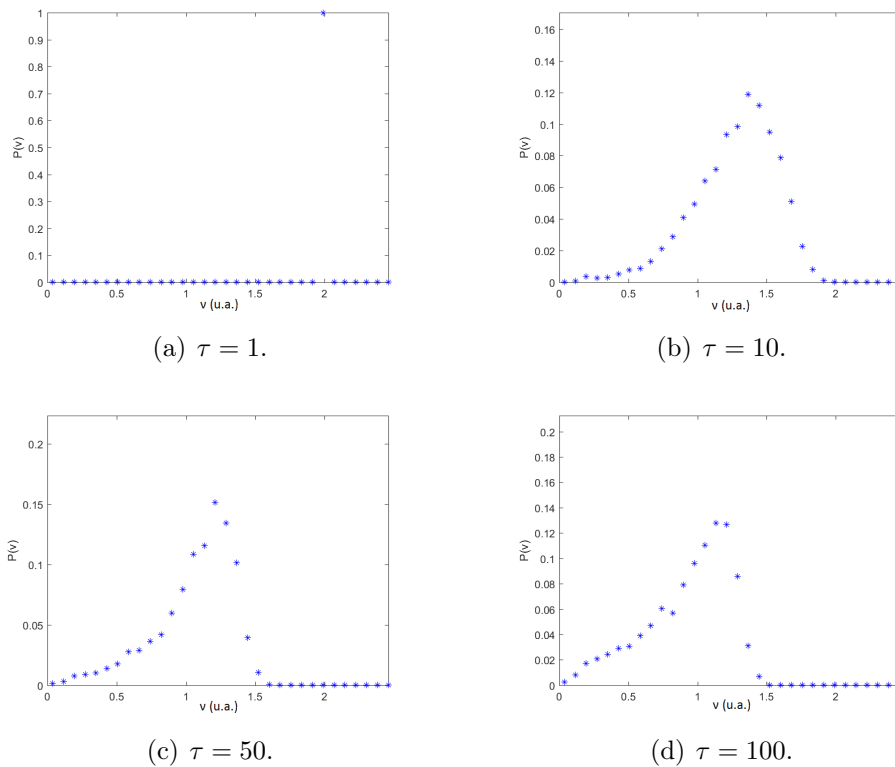 1
0.9
0.8
0.7
0.6
0.5
0.4
0.3
0.2
0.1
0
P(v)
0 0.5 1 1.5 2
v (u.a.)
(a) τ = 1.
0.16
0.14
0.12
0.1
0.08
0.06
0.04
0.02
0
P(v)
0 0.5 1 1.5 2
v (u.a.)
(b) τ = 10.
0.2
0.15
0.1
0.05
0
P(v)
0 0.5 1 1.5 2
v (u.a.)
(c) τ = 50.
0.2
0.18
0.16
0.14
0.12
0.1
0.08
0.06
0.04
0.02
0
P(v)
0 0.5 1 1.5 2
v (u.a.)
(d) τ = 100.